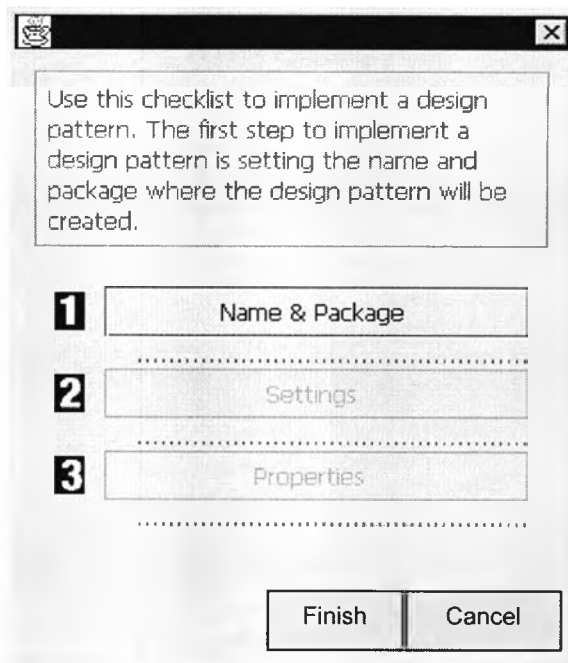 Use this checklist to implement a design
pattern. The first step to implement a
design pattern is setting the name and
package where the design pattern will be
created.
1 Name & Package
2 Settings
3 Properties
Finish Cancel